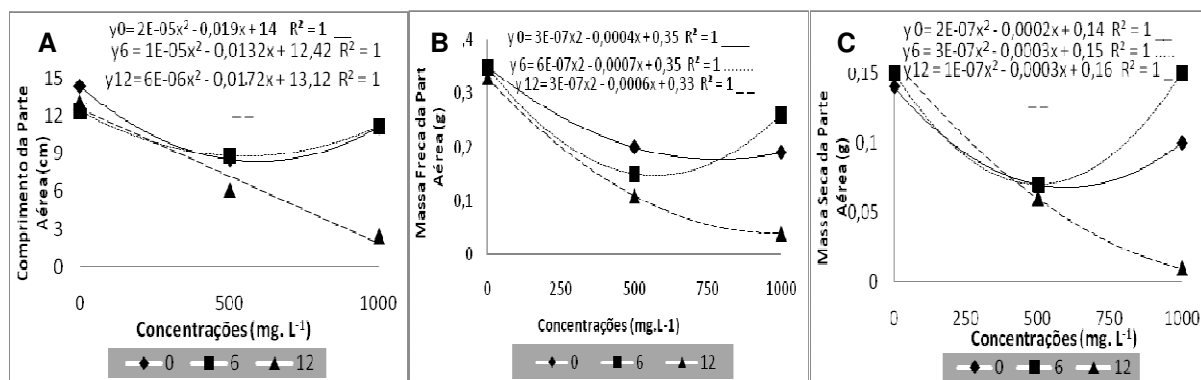 A
y0= 2E-05x² - 0,019x + 14 R² = 1
y6 = 1E-05x² - 0,0132x + 12,42 R² = 1
y12= 6E-06x² - 0,0172x + 13,12 R² = 1
Comprimento da Parte
Aérea (cm)
15
12
9
6
3
0
0
500
1000
Concentrações (mg. L⁻¹)
0 6 12
B
y0= 3E-07x2 - 0,0004x + 0,35 R² = 1
y6 = 6E-07x2 - 0,0007x + 0,35 R² = 1
y12= 3E-07x2 - 0,0006x + 0,33 R² = 1
Massa Freca da Part
Aérea (g)
,4
0,3
0,2
0,1
0
0
250
500
750
1000
Concentrações (mg.L-1)
0 6 12
C
y0 = 2E-07x² - 0,0002x + 0,14 R² = 1
y6= 3E-07x² - 0,0003x + 0,15 R² = 1
y12= 1E-07x² - 0,0003x + 0,16 R² = 1
Massa Seca da Parte
Aérea (g)
0,15
0,1
0,05
0
0
250
500
750
1000
Concentrações (mg. L⁻¹)
0 6 12